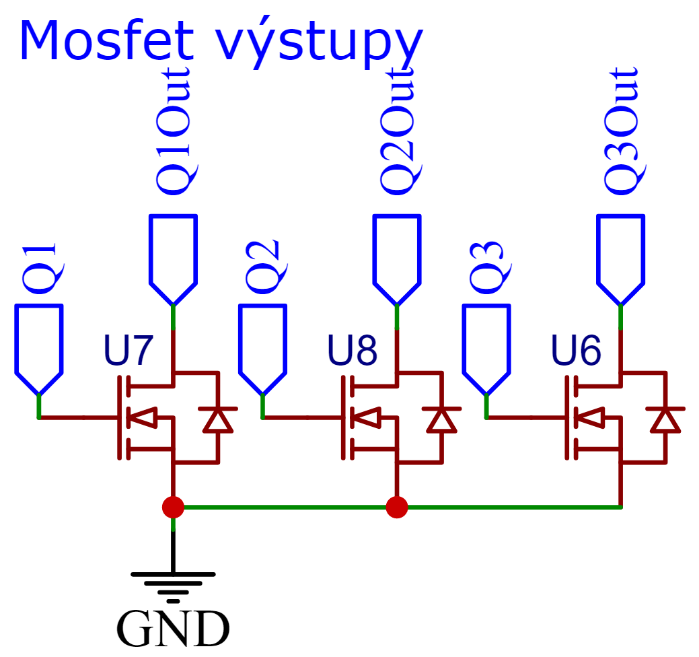 Mosfet výstupy
Q1Out
Q2Out
Q3Out
Q1
Q2
Q3
U7
U8
U6
GND